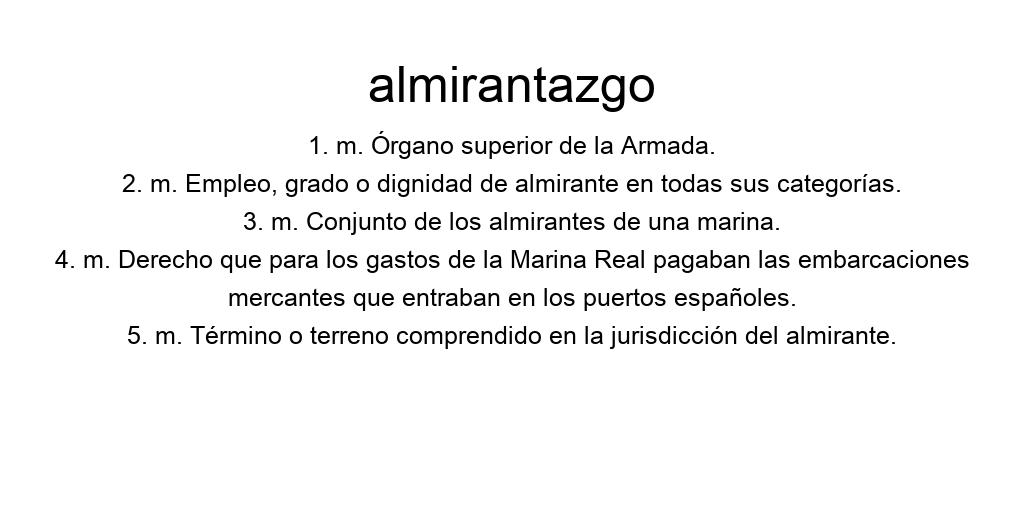 almirantazgo
1. m. Órgano superior de la Armada.
2. m. Empleo, grado o dignidad de almirante en todas sus categorías.
3. m. Conjunto de los almirantes de una marina.
4. m. Derecho que para los gastos de la Marina Real pagaban las embarcaciones
mercantes que entraban en los puertos españoles.
5. m. Término o terreno comprendido en la jurisdicción del almirante.